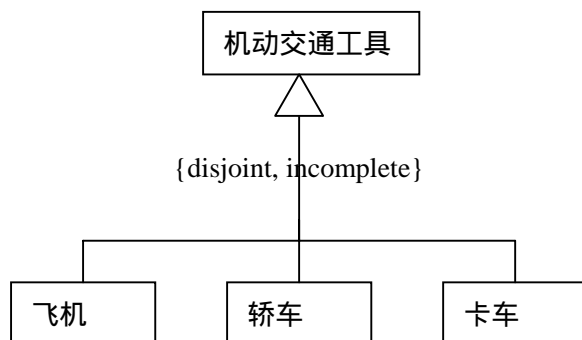 机动交通工具
{disjoint, incomplete}
飞机
轿车
卡车